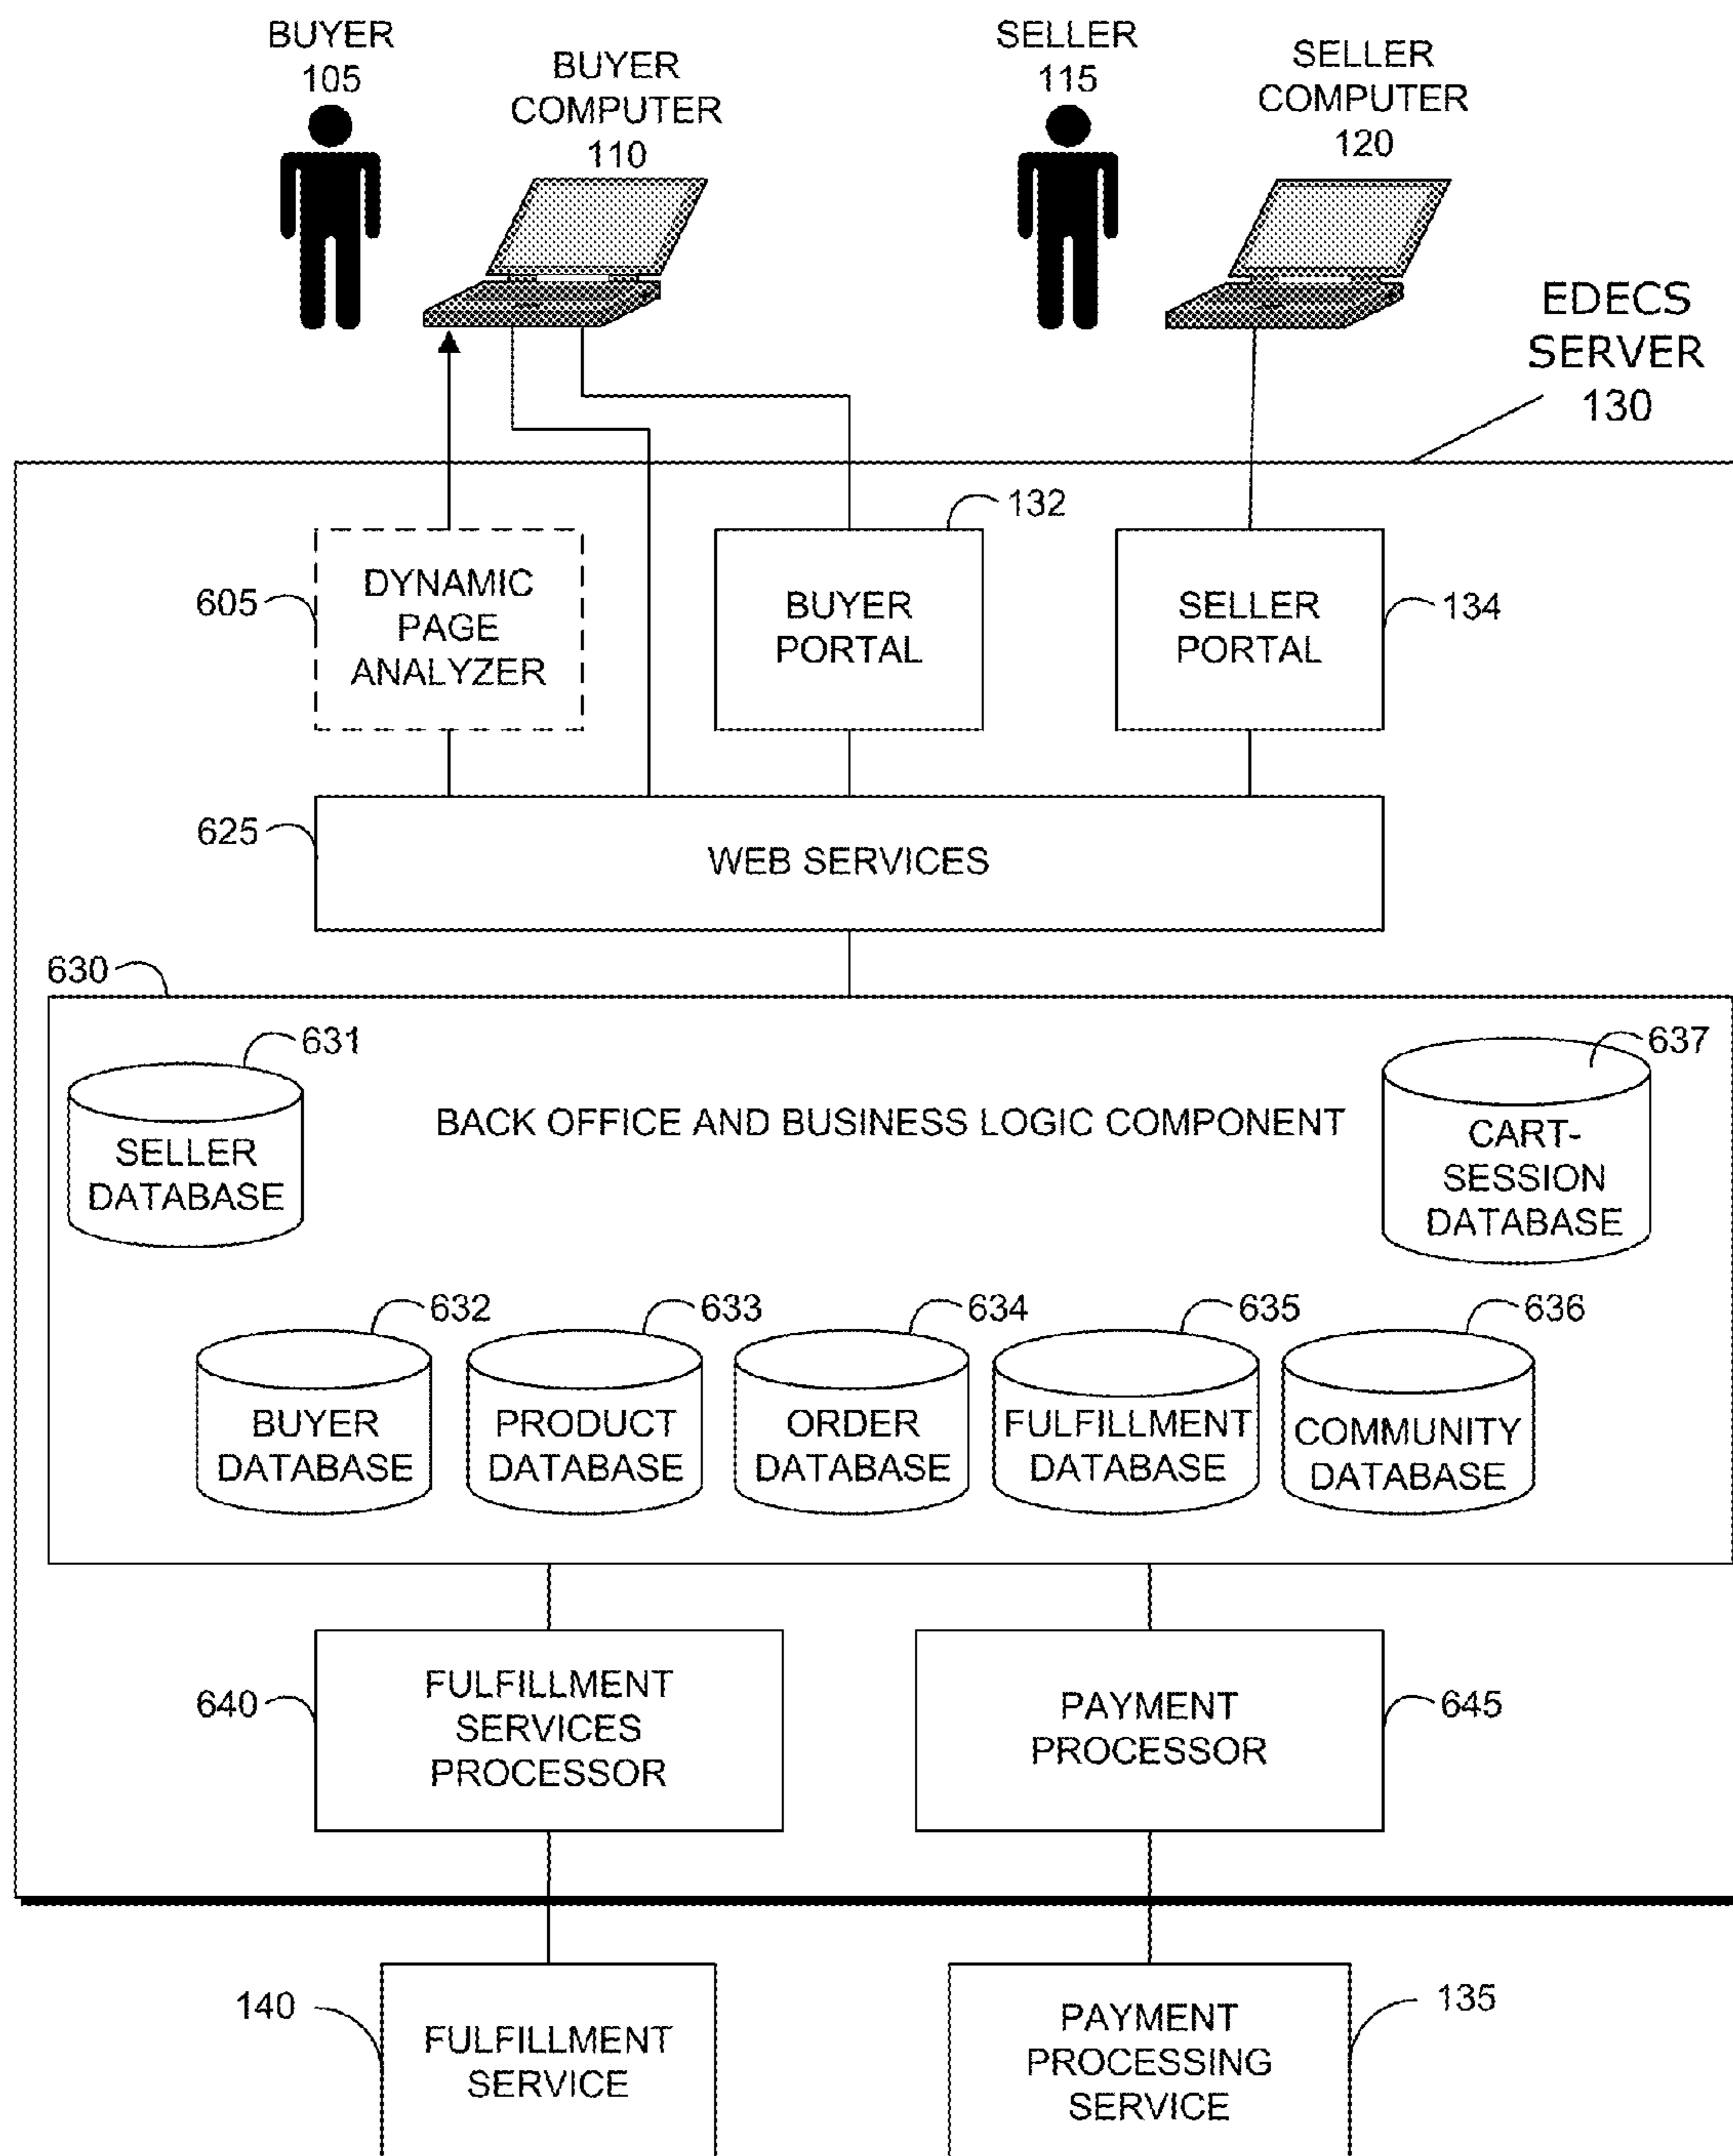 BUYER
105
BUYER
COMPUTER
110
SELLER
115
SELLER
COMPUTER
120
EDECS
SERVER
130
605
DYNAMIC
PAGE
ANALYZER
132
BUYER
PORTAL
SELLER
PORTAL
134
625
WEB SERVICES
630
631
SELLER
DATABASE
BACK OFFICE AND BUSINESS LOGIC COMPONENT
637
CART-
SESSION
DATABASE
632
BUYER
DATABASE
633
PRODUCT
DATABASE
634
ORDER
DATABASE
635
FULFILLMENT
DATABASE
636
COMMUNITY
DATABASE
640
FULFILLMENT
SERVICES
PROCESSOR
PAYMENT
PROCESSOR
645
140
FULFILLMENT
SERVICE
PAYMENT
PROCESSING
SERVICE
135